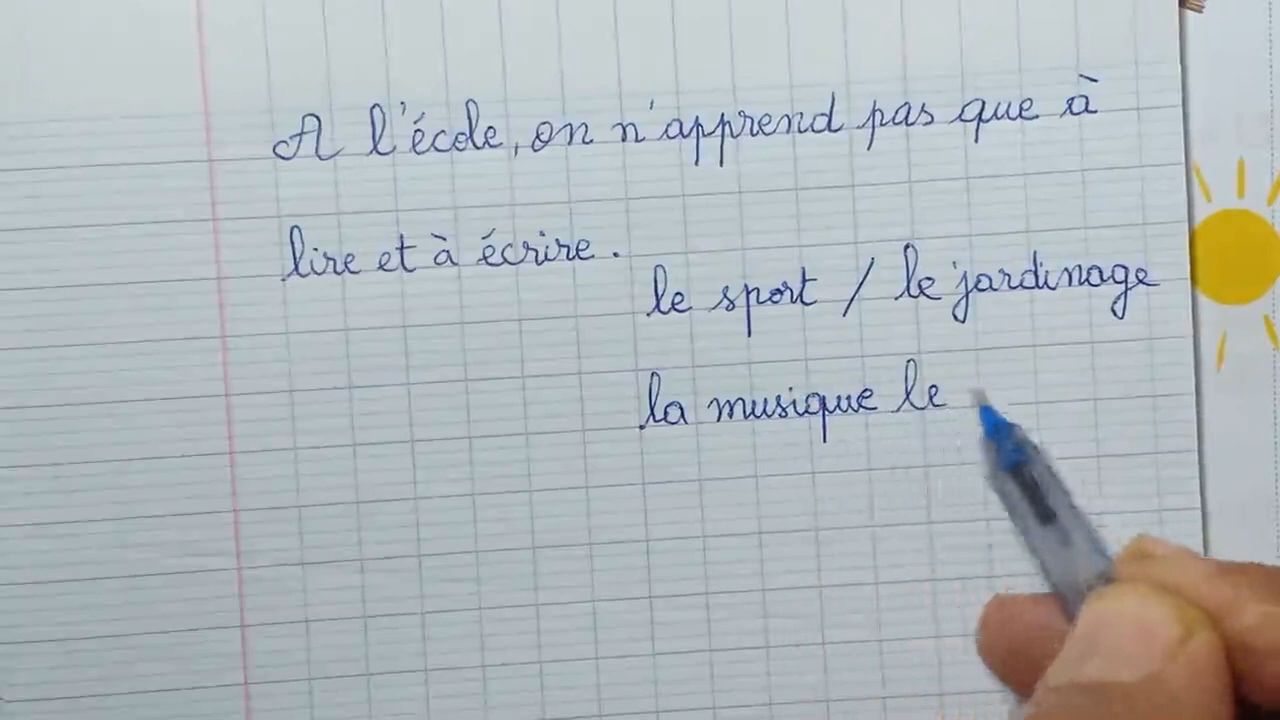 A l'école, on n'apprend pas que à
lire et à écrire.
le sport / le jardinage
la musique le